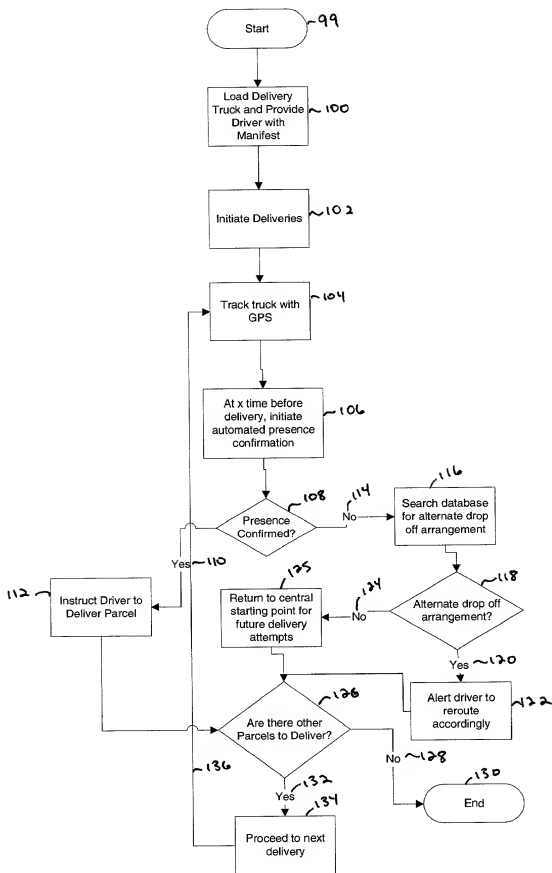 Start
99
Load Delivery
Truck and Provide
Driver with
Manifest
100
Initiate Deliveries
102
Track truck with
GPS
104
At x time before
delivery, initiate
automated presence
confirmation
106
Presence
Confirmed?
108
No
114
Search database
for alternate drop
off arrangement
116
Yes
110
112
Instruct Driver to
Deliver Parcel
125
Return to central
starting point for
future delivery
attempts
No
124
Alternate drop off
arrangement?
118
Yes
120
Alert driver to
reroute
accordingly
122
Are there other
Parcels to Deliver?
126
No
128
136
Yes
132
End
130
134
Proceed to next
delivery